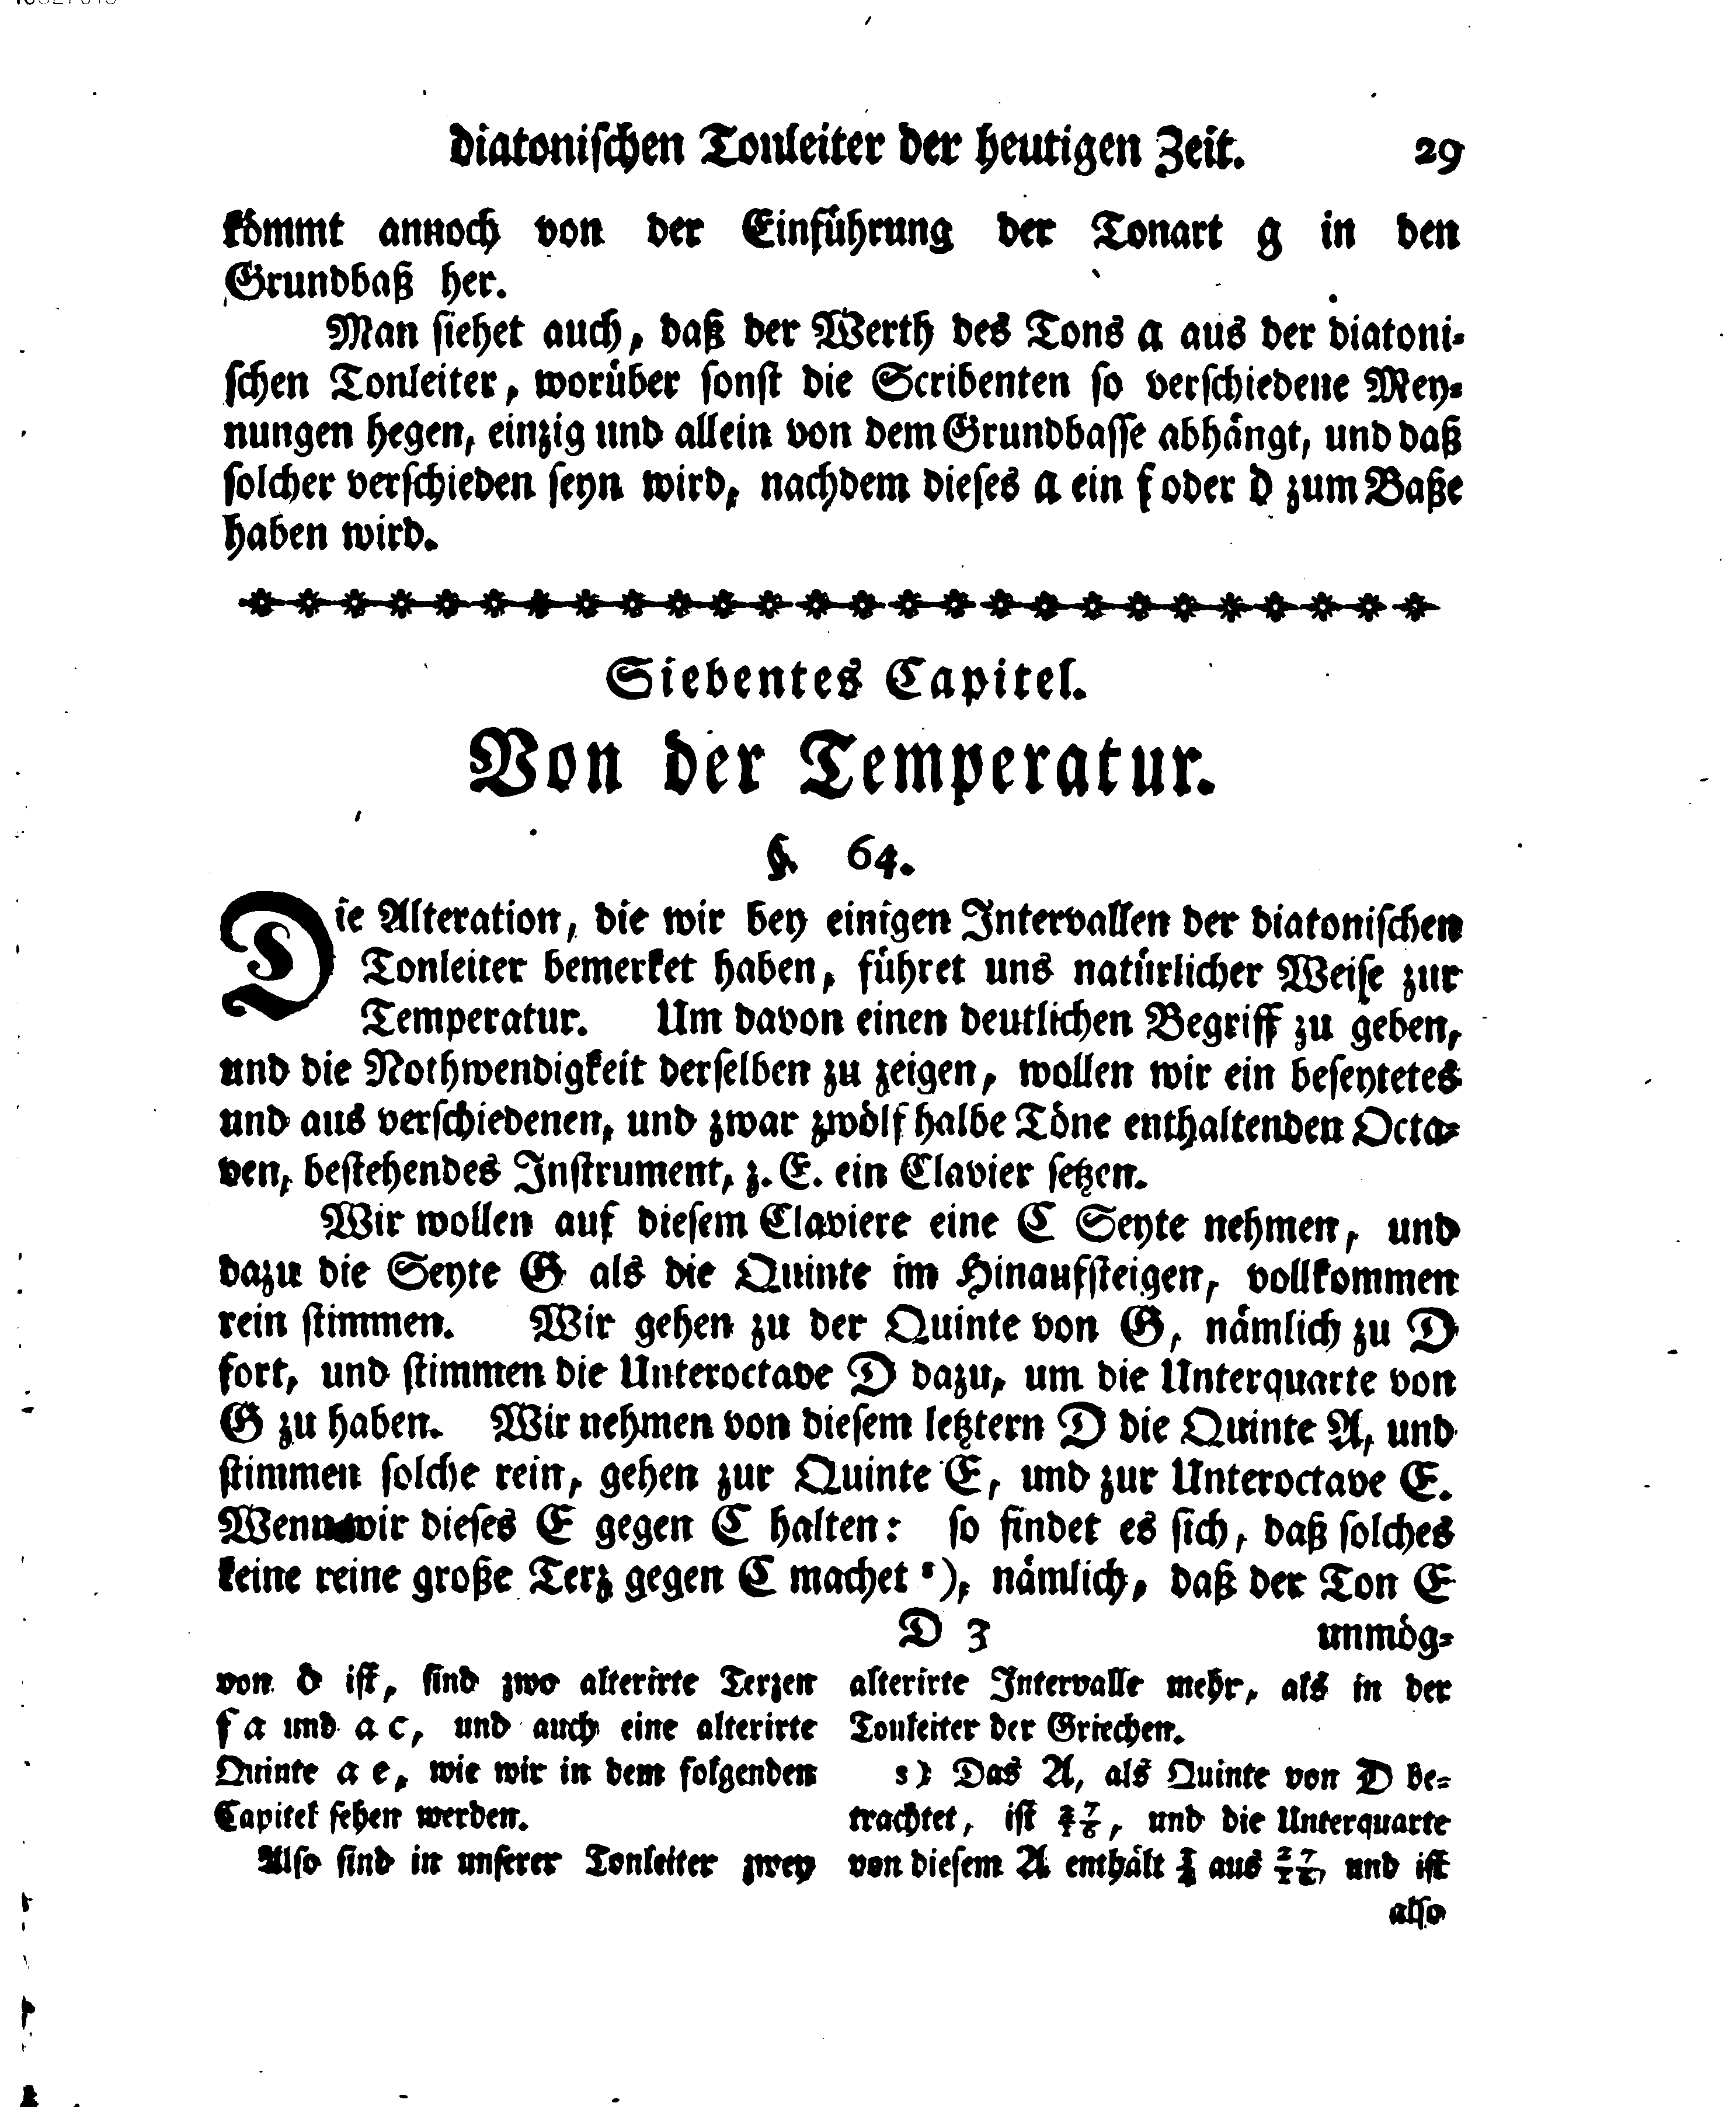 diatonischen Tonleiter der heutigen Zeit. 29
kömmt annoch von der Einführung der Tonart g in den
Grundbaß her.
Man siehet auch, daß der Werth des Tons a aus der diatoni-
schen Tonleiter, worüber sonst die Scribenten so verschiedene Mey-
nungen hegen, einzig und allein von dem Grundbasse abhängt, und daß
solcher verschieden seyn wird, nachdem dieses a ein f oder d zum Baße
haben wird.
Siebentes Capitel.
Von der Temperatur.
§. 64.
Die Alteration, die wir bey einigen Intervallen der diatonischen
Tonleiter bemerket haben, führet uns natürlicher Weise zur
Temperatur. Um davon einen deutlichen Begriff zu geben,
und die Nothwendigkeit derselben zu zeigen, wollen wir ein beseytetes
und aus verschiedenen, und zwar zwölf halbe Töne enthaltenden Octa-
ven, bestehendes Instrument, z. E. ein Clavier setzen.
Wir wollen auf diesem Claviere eine C Seyte nehmen, und
dazu die Seyte G als die Quinte im Hinaufsteigen, vollkommen
rein stimmen. Wir gehen zu der Quinte von G, nämlich zu D
fort, und stimmen die Unteroctave D dazu, um die Unterquarte von
G zu haben. Wir nehmen von diesem letztern D die Quinte A, und
stimmen solche rein, gehen zur Quinte E, und zur Unteroctave E.
Wenn wir dieses E gegen C halten: so findet es sich, daß solches
keine reine große Terz gegen C machet s), nämlich, daß der Ton E
D 3 unmög-
von d ist, sind zwo alterirte Terzen
f a und a c, und auch eine alterirte
Quinte a e, wie wir in dem folgenden
Capitel sehen werden.
Also sind in unserer Tonleiter zwey
alterirte Intervalle mehr, als in der
Tonleiter der Griechen.
s) Das A, als Quinte von D be-
trachtet, ist 27/16, und die Unterquarte
von diesem A enthält 3/4 aus 27/16, und ist
also